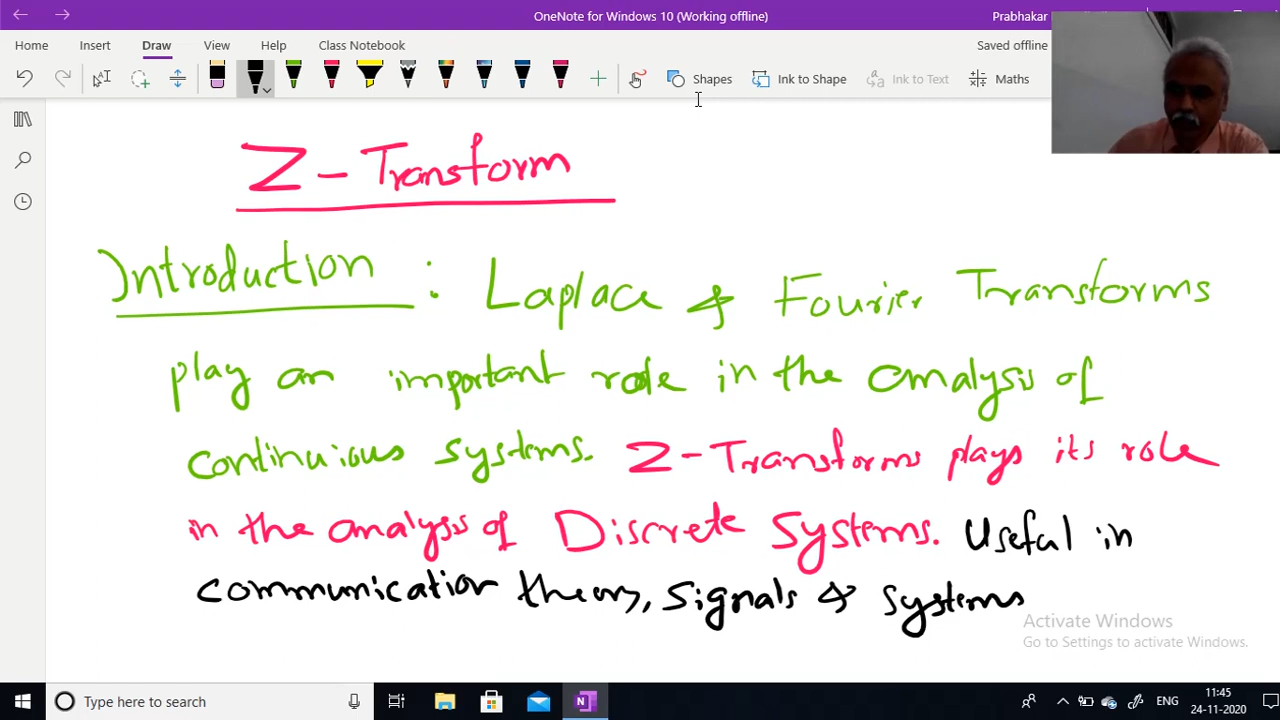 OneNote for Windows 10 (Working offline)
Prabhakar
Home Insert Draw View Help Class Notebook Saved offline
Shapes Ink to Shape Ink to Text Maths
Z-Transform
Introduction : Laplace & Fourier Transforms
play an important role in the analysis of
continuious systems. Z-Transforms plays its role
in the analysis of Discrete Systems. Useful in
communication theory, Signals & Systems
Activate Windows
Go to Settings to activate Windows.
Type here to search
ENG
11:45
24-11-2020